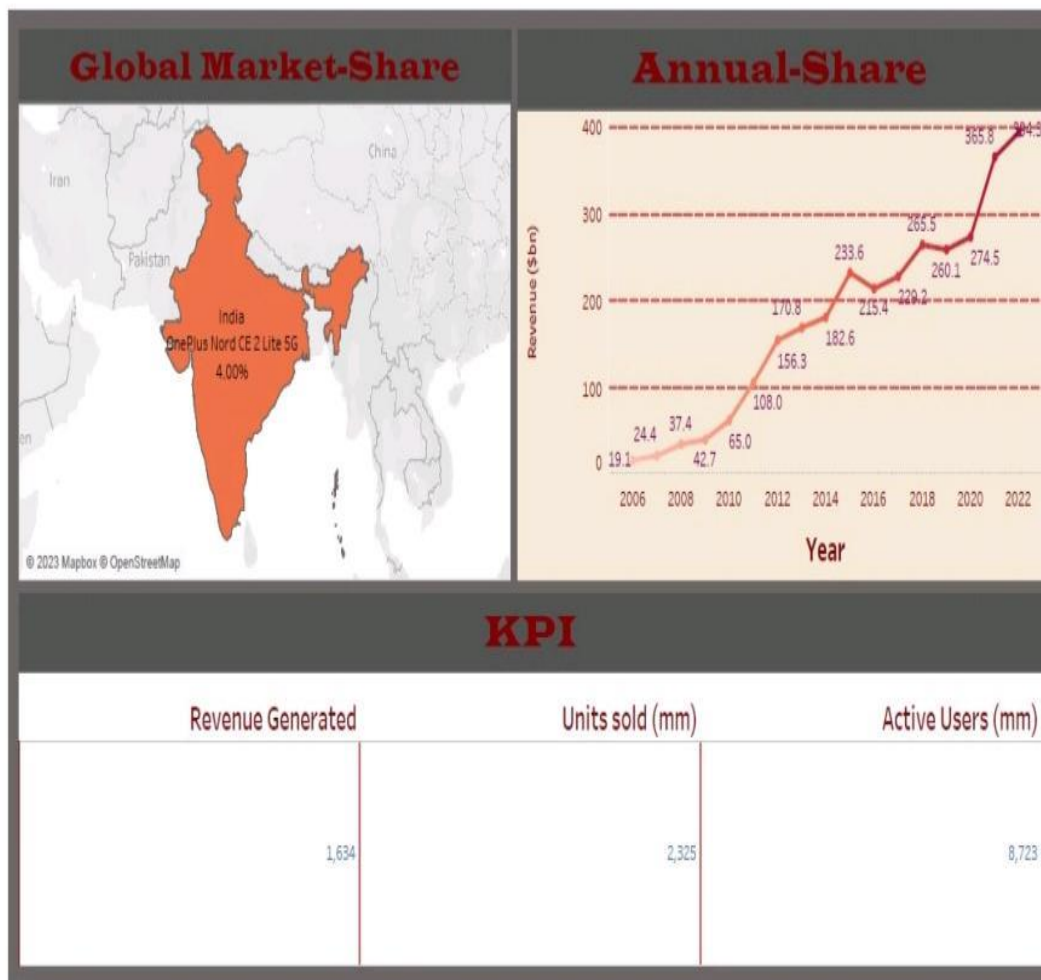 Global Market-Share
Annual-Share
Iran
China
Pakistan
India
OnePlus Nord CE 2 Lite 5G
4.00%
© 2023 Mapbox © OpenStreetMap
Revenue ($bn)
400
300
200
100
0
19.1
24.4
37.4
42.7
65.0
108.0
156.3
170.8
182.6
233.6
215.4
229.2
265.5
260.1
274.5
365.8
2006
2008
2010
2012
2014
2016
2018
2020
2022
Year
KPI
Revenue Generated
Units sold (mm)
Active Users (mm)
1,634
2,325
8,723